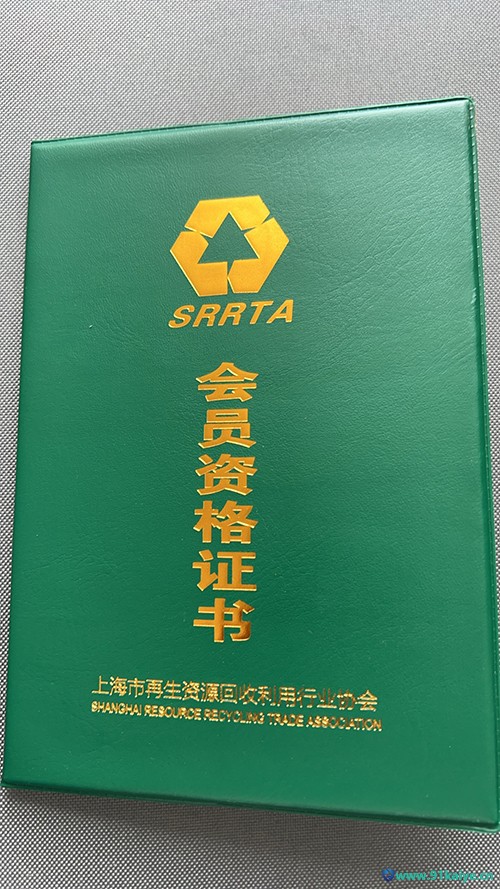 SRRTA
会员资格证书
上海市再生资源回收利用行业协会
SHANGHAI RESOURCE RECYCLING TRADE ASSOCIATION